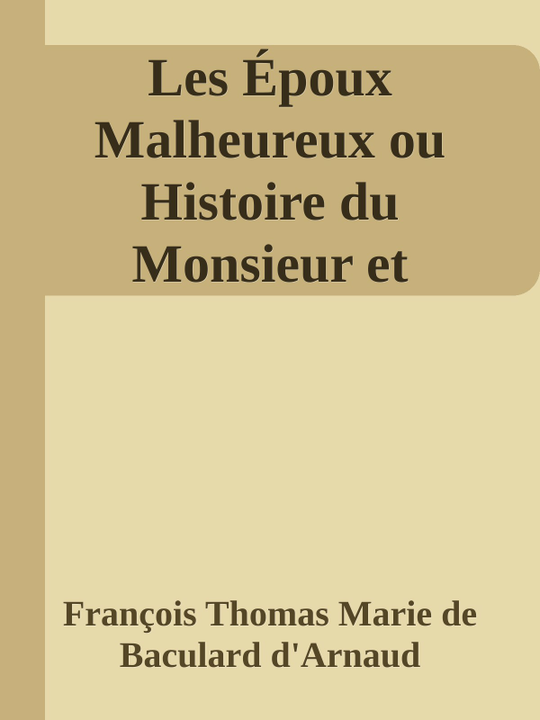 Les Époux
Malheureux ou
Histoire du
Monsieur et
François Thomas Marie de
Baculard d'Arnaud